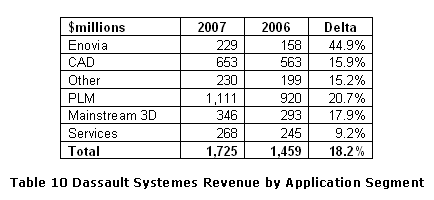 $millions 2007 2006 Delta
Enovia 229 158 44.9%
CAD 653 563 15.9%
Other 230 199 15.2%
PLM 1,111 920 20.7%
Mainstream 3D 346 293 17.9%
Services 268 245 9.2%
Total 1,725 1,459 18.2%
Table 10 Dassault Systemes Revenue by Application Segment